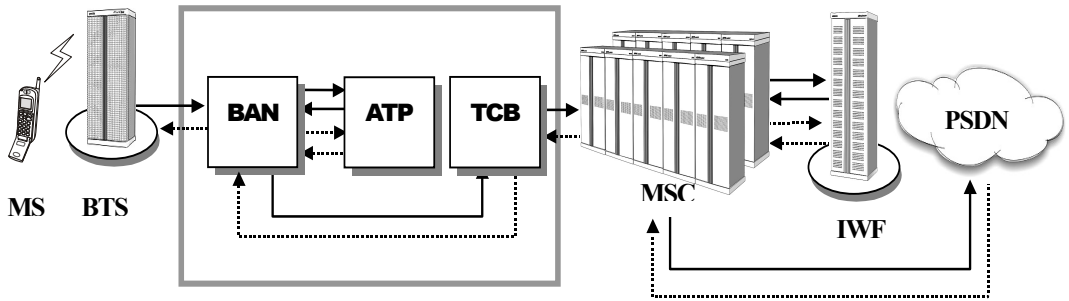 BAN
ATP
TCB
PSDN
MS
BTS
MSC
IWF